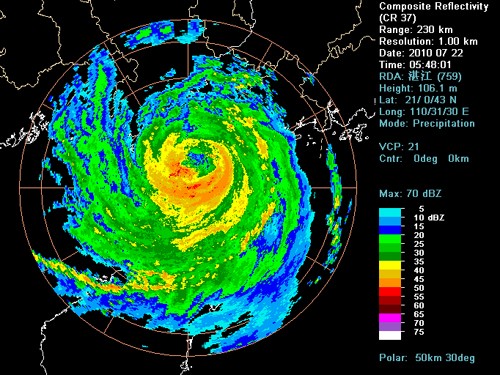 Composite Reflectivity
(CR 37)
Range: 230 km
Resolution: 1.00 km
Date: 2010 07 22
Time: 05:48:01
RDA: 湛江 (759)
Height: 106.1 m
Lat: 21/ 0/43 N
Long: 110/31/30 E
Mode: Precipitation
VCP: 21
Cntr: 0deg 0km
Max: 70 dBZ
5
10 dBZ
15
20
25
30
35
40
45
50
55
60
65
70
75
Polar: 50km 30deg